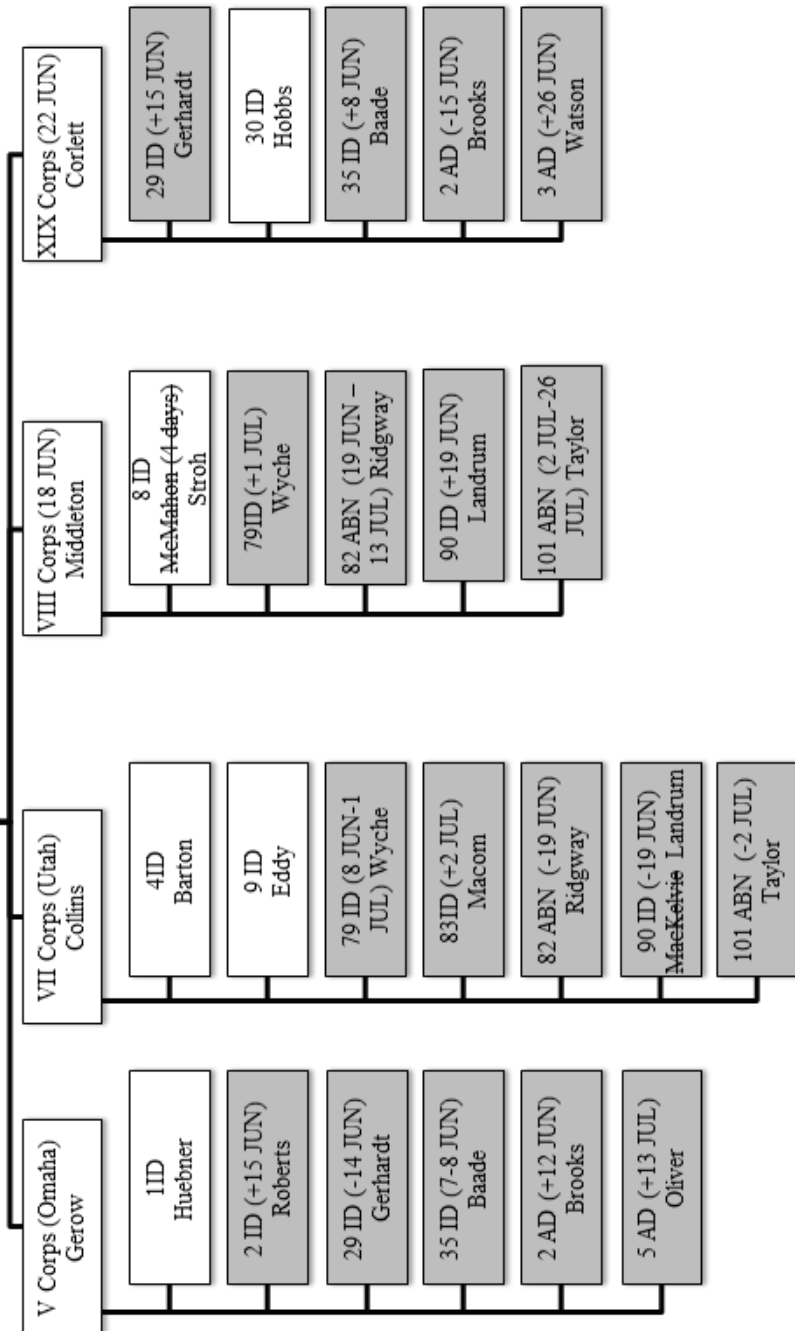 V Corps (Omaha)
Gerow
1ID
Huebner
2 ID (+15 JUN)
Roberts
29 ID (-14 JUN)
Gerhardt
35 ID (7-8 JUN)
Baade
2 AD (+12 JUN)
Brooks
5 AD (+13 JUL)
Oliver
VII Corps (Utah)
Collins
4ID
Barton
9 ID
Eddy
79 ID (8 JUN-1
JUL) Wyche
83ID (+2 JUL)
Macom
82 ABN (-19 JUN)
Ridgway
90 ID (-19 JUN)
MacKelvie Landrum
101 ABN (-2 JUL)
Taylor
VIII Corps (18 JUN)
Middleton
8 ID
McMahon (4 days)
Stroh
79ID (+1 JUL)
Wyche
82 ABN (19 JUN –
13 JUL) Ridgway
90 ID (+19 JUN)
Landrum
101 ABN (2 JUL-26
JUL) Taylor
XIX Corps (22 JUN)
Corlett
29 ID (+15 JUN)
Gerhardt
30 ID
Hobbs
35 ID (+8 JUN)
Baade
2 AD (-15 JUN)
Brooks
3 AD (+26 JUN)
Watson